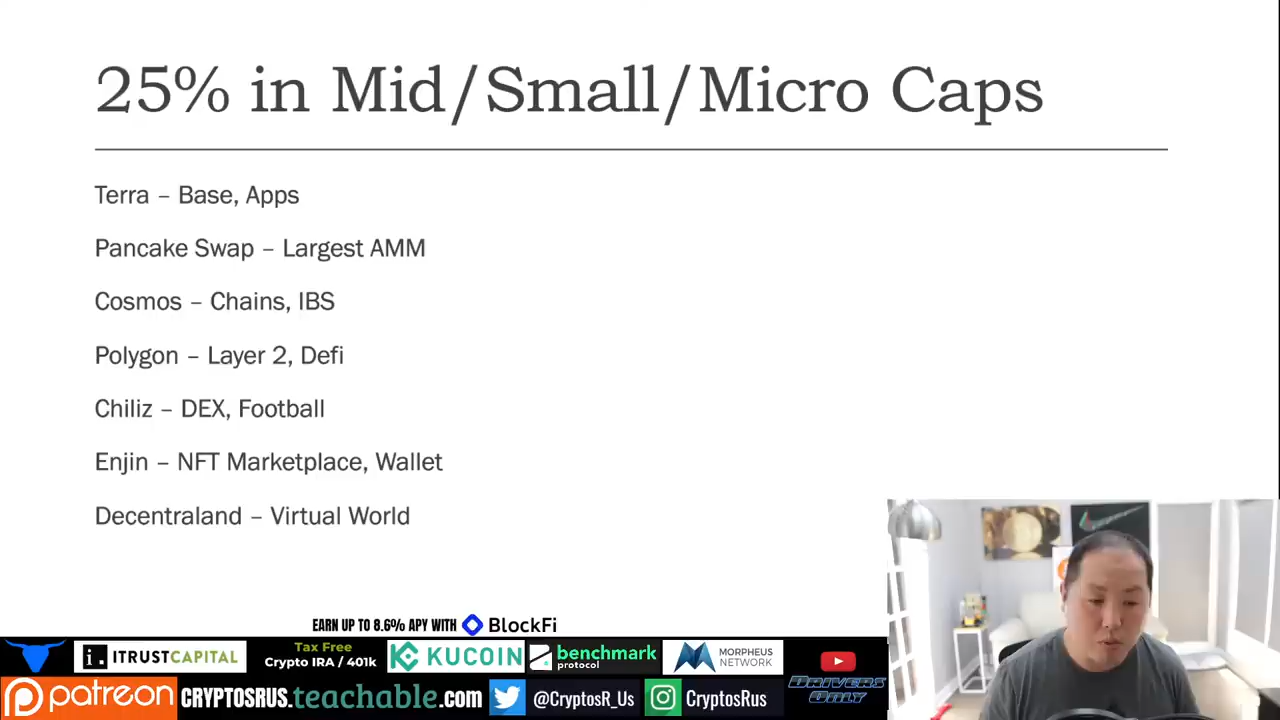 25% in Mid/Small/Micro Caps
Terra – Base, Apps
Pancake Swap – Largest AMM
Cosmos – Chains, IBS
Polygon – Layer 2, Defi
Chiliz – DEX, Football
Enjin – NFT Marketplace, Wallet
Decentraland – Virtual World
EARN UP TO 8.6% APY WITH BlockFi
i. ITRUSTCAPITAL
Tax Free
Crypto IRA / 401k
KUCOIN
benchmark
protocol
MORPHEUS
NETWORK
patreon
CRYPTOSRUS.teachable.com
@CryptosR_Us
CryptosRus
DRIVERS
ONLY